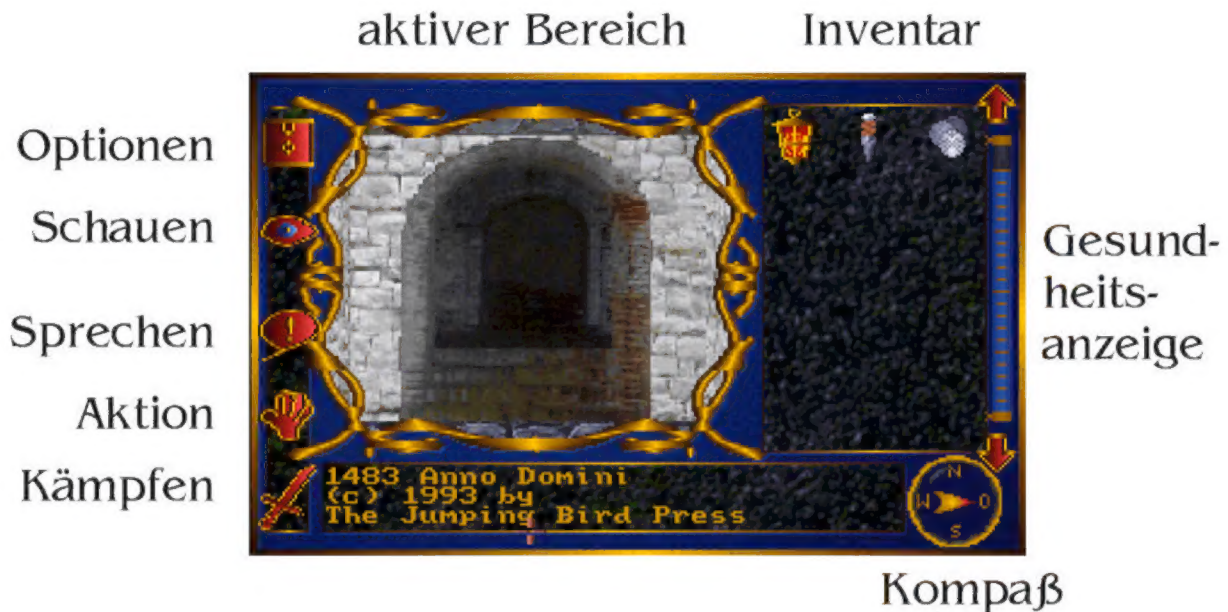 aktiver Bereich
Inventar
Optionen
Schauen
Sprechen
Aktion
Kämpfen
Gesund-
heits-
anzeige
N
W
O
S
1483 Anno Domini
(c) 1993 by
The Jumping Bird Press
Kompaß